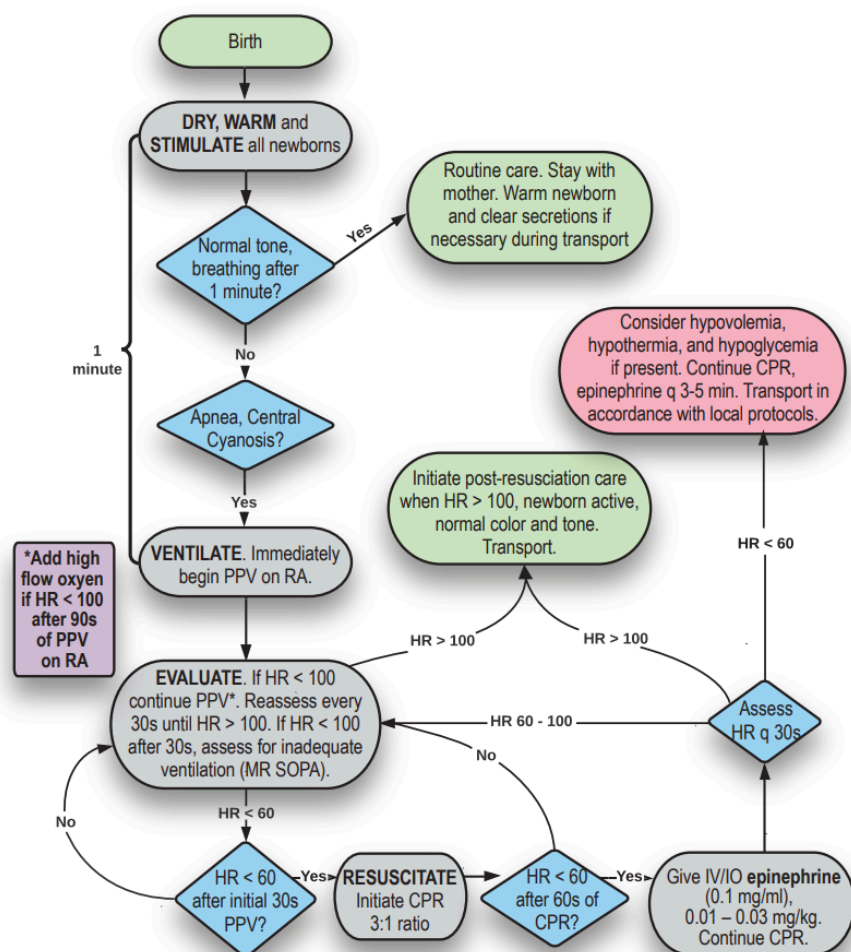 Birth
DRY, WARM and
STIMULATE all newborns
Routine care. Stay with
mother. Warm newborn
and clear secretions if
necessary during transport
Yes
Normal tone,
breathing after
1 minute?
1
minute
No
Consider hypovolemia,
hypothermia, and hypoglycemia
if present. Continue CPR,
epinephrine q 3-5 min. Transport in
accordance with local protocols.
Apnea, Central
Cyanosis?
Yes
Initiate post-resusciation care
when HR > 100, newborn active,
normal color and tone.
Transport.
HR < 60
VENTILATE. Immediately
begin PPV on RA.
*Add high
flow oxyen
if HR < 100
after 90s
of PPV
on RA
HR > 100
HR > 100
EVALUATE. If HR < 100
continue PPV*. Reassess every
30s until HR > 100. If HR < 100
after 30s, assess for inadequate
ventilation (MR SOPA).
HR 60 - 100
Assess
HR q 30s
No
No
HR < 60
HR < 60
after initial 30s
PPV?
Yes
RESUSCITATE
Initiate CPR
3:1 ratio
HR < 60
after 60s of
CPR?
Yes
Give IV/IO epinephrine
(0.1 mg/ml),
0.01 – 0.03 mg/kg.
Continue CPR.